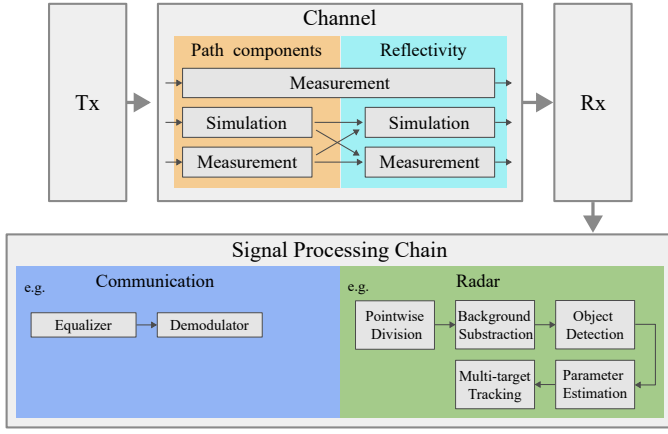 Tx
Channel
Path components
Reflectivity
Measurement
Simulation
Simulation
Measurement
Measurement
Rx
Signal Processing Chain
e.g.
Communication
Equalizer
Demodulator
e.g.
Radar
Pointwise
Division
Background
Substraction
Object
Detection
Multi-target
Tracking
Parameter
Estimation